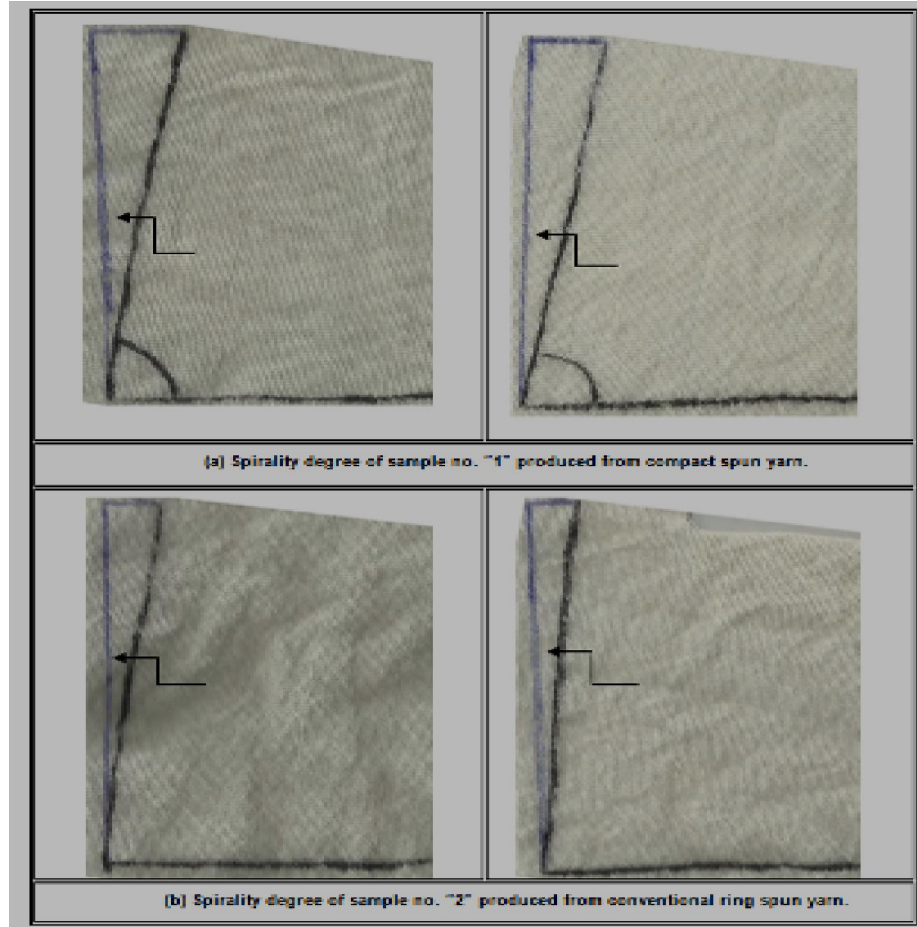 (a) Spirality degree of sample no. "1" produced from compact spun yarn.
(b) Spirality degree of sample no. "2" produced from conventional ring spun yarn.